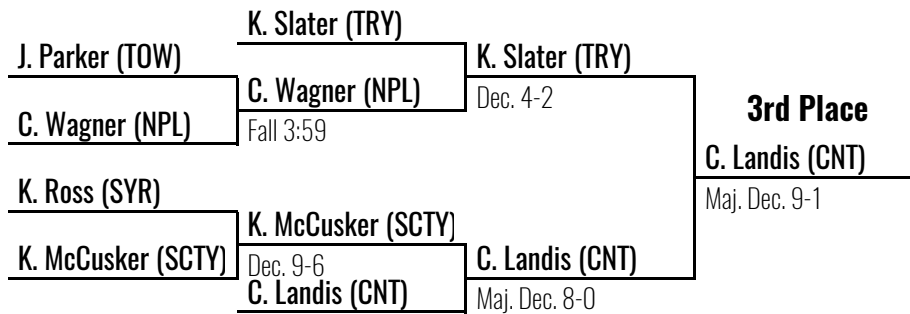 K. Slater (TRY)
J. Parker (TOW)
K. Slater (TRY)
C. Wagner (NPL)
Dec. 4-2
3rd Place
C. Wagner (NPL)
Fall 3:59
C. Landis (CNT)
K. Ross (SYR)
Maj. Dec. 9-1
K. McCusker (SCTY)
K. McCusker (SCTY)
Dec. 9-6
C. Landis (CNT)
C. Landis (CNT)
Maj. Dec. 8-0